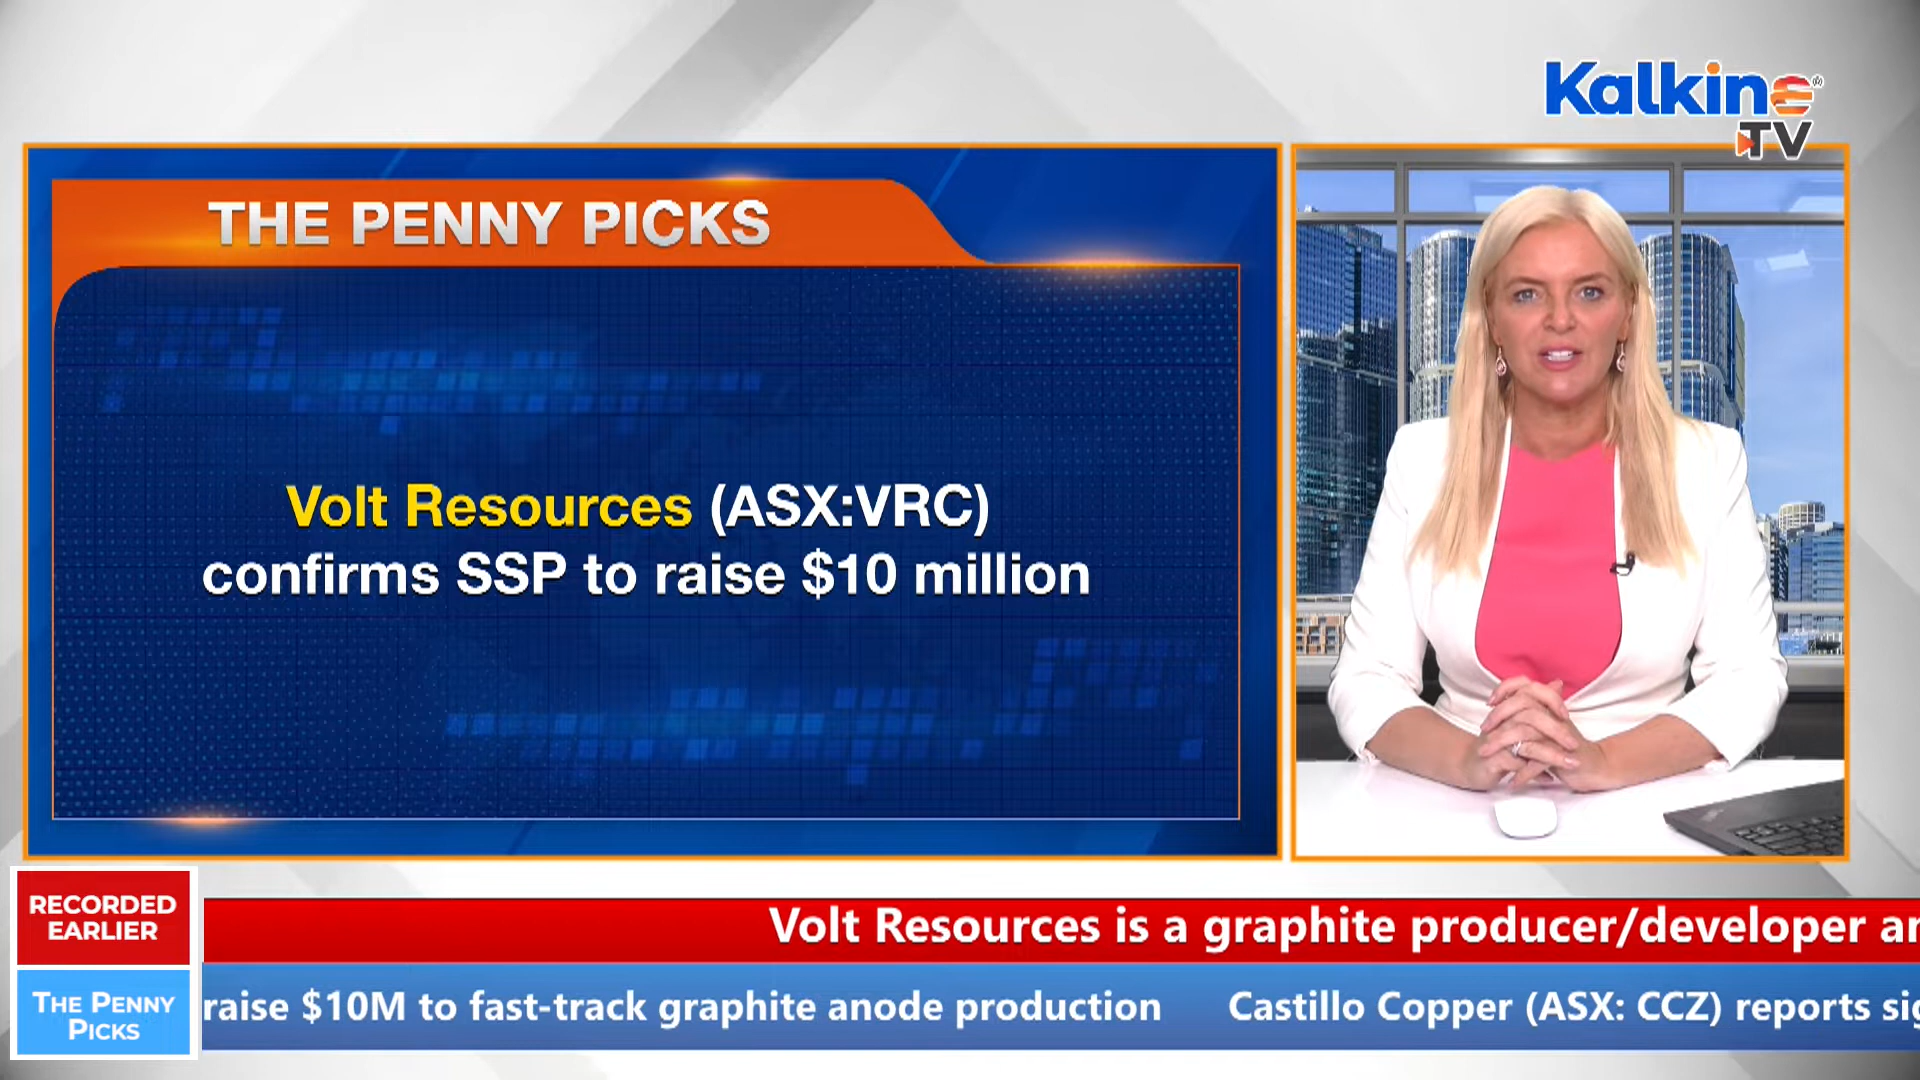 Kalkine
TV
THE PENNY PICKS
Volt Resources (ASX:VRC)
confirms SSP to raise $10 million
RECORDED
EARLIER
Volt Resources is a graphite producer/developer
THE PENNY
PICKS
raise $10M to fast-track graphite anode production
Castillo Copper (ASX: CCZ) reports